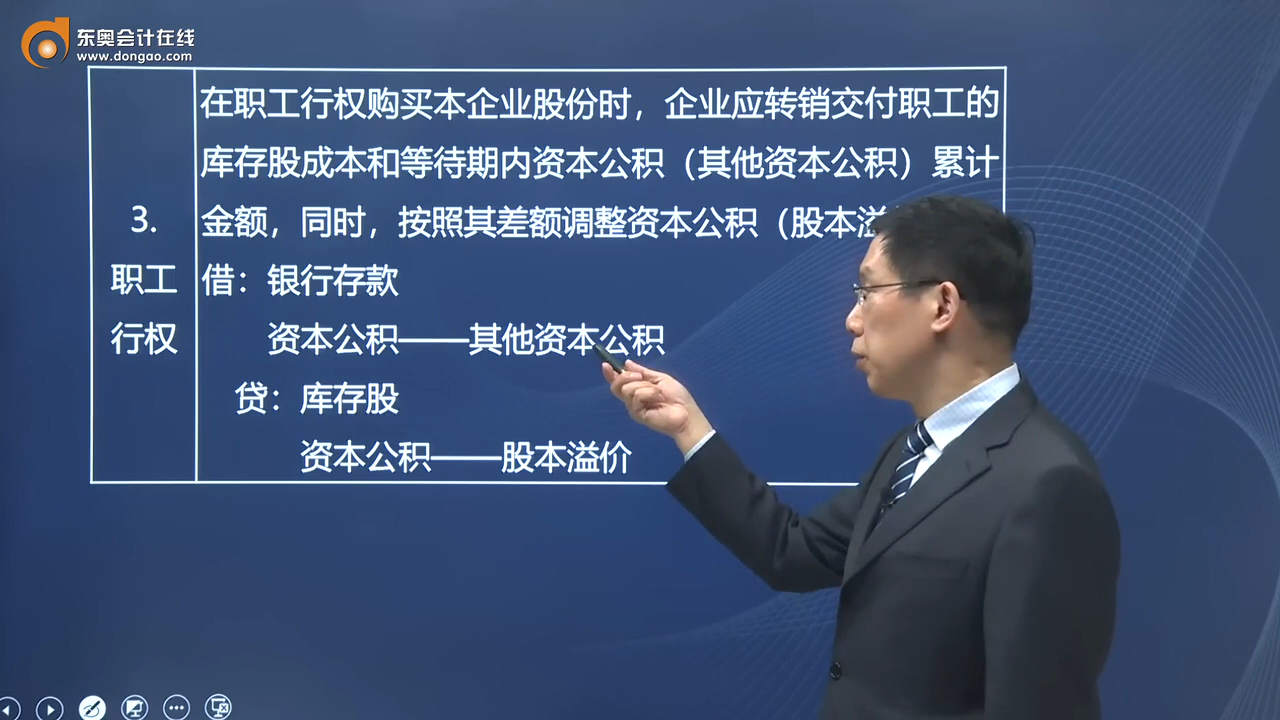 东奥会计在线
www.dongao.com
在职工行权购买本企业股份时，企业应转销交付职工的
库存股成本和等待期内资本公积（其他资本公积）累计
金额，同时，按照其差额调整资本公积（股本溢
3.
职工
行权
借：银行存款
资本公积——其他资本公积
贷：库存股
资本公积——股本溢价